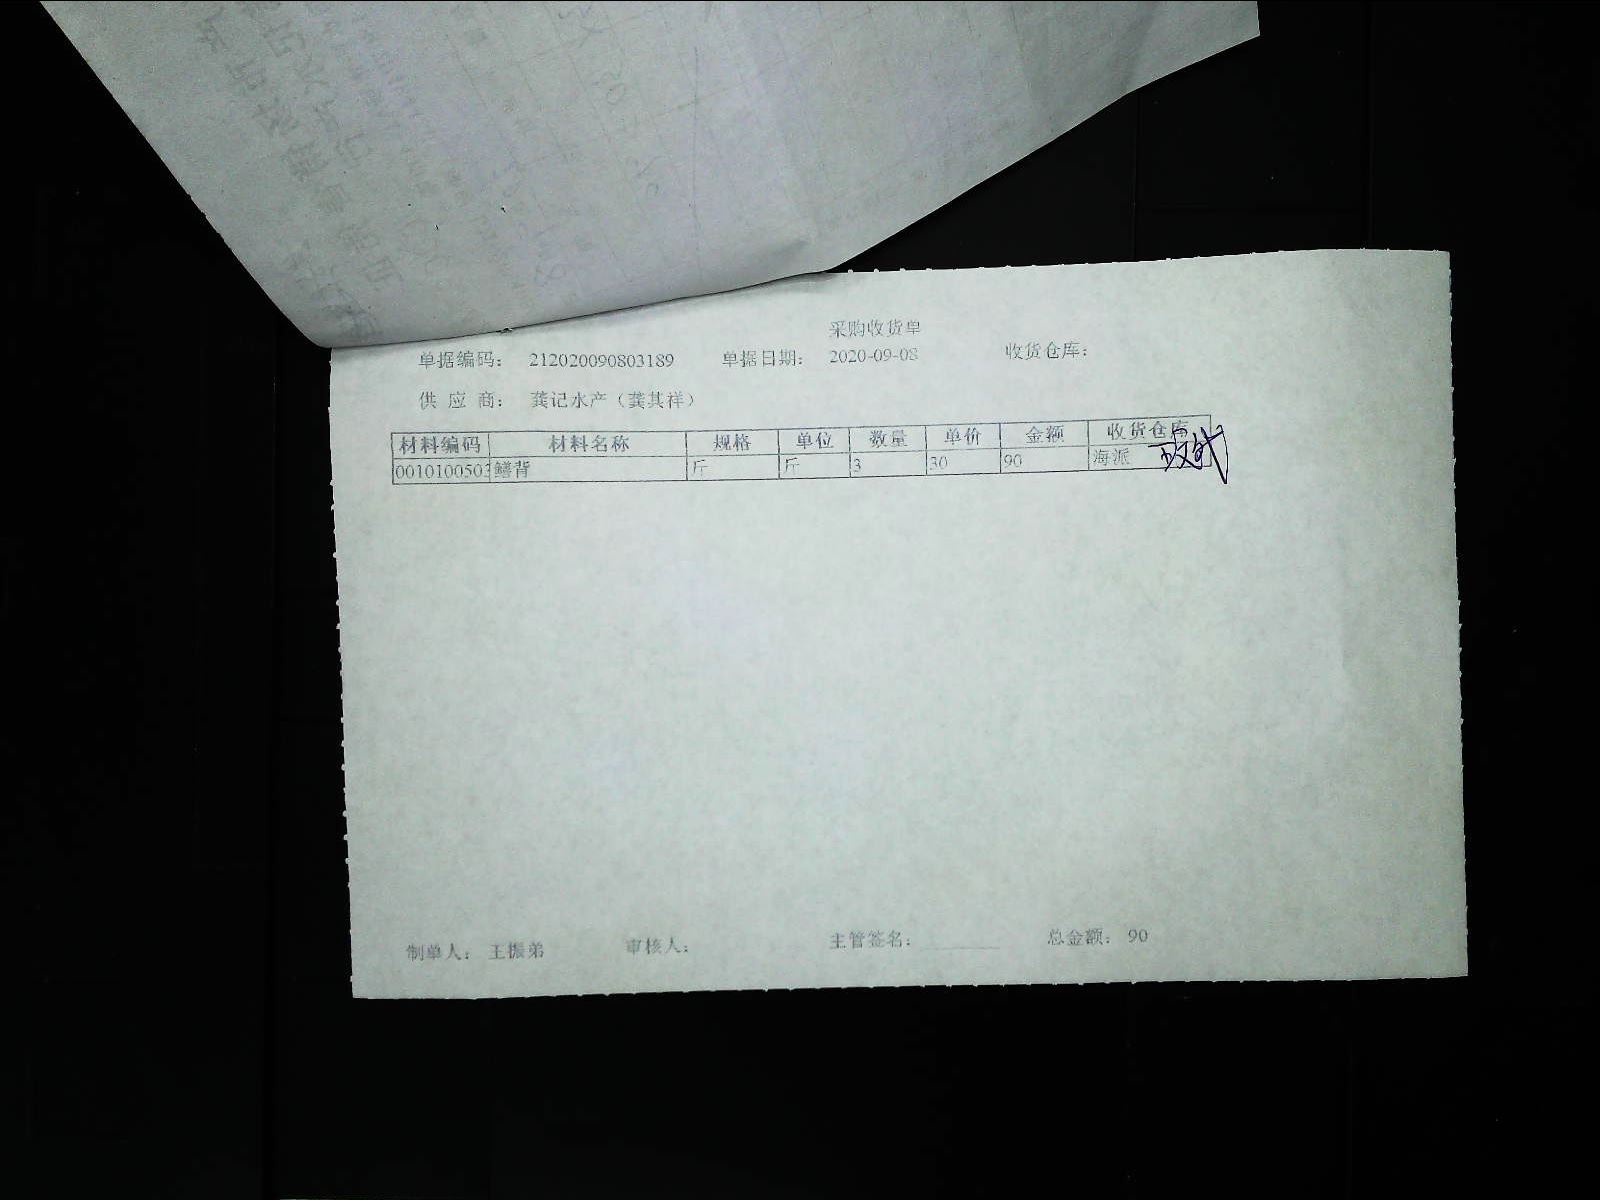 采购收货单
单据编码： 212020090803189 单据日期： 2020-09-08 收货仓库：
供 应 商： 龚记水产（龚其祥）
材料编码 材料名称 规格 单位 数量 单价 金额 收货仓库
0010100503 鳝背 斤 斤 3 30 90 海派
制单人： 王振弟 审核人： 主管签名： 总金额： 90